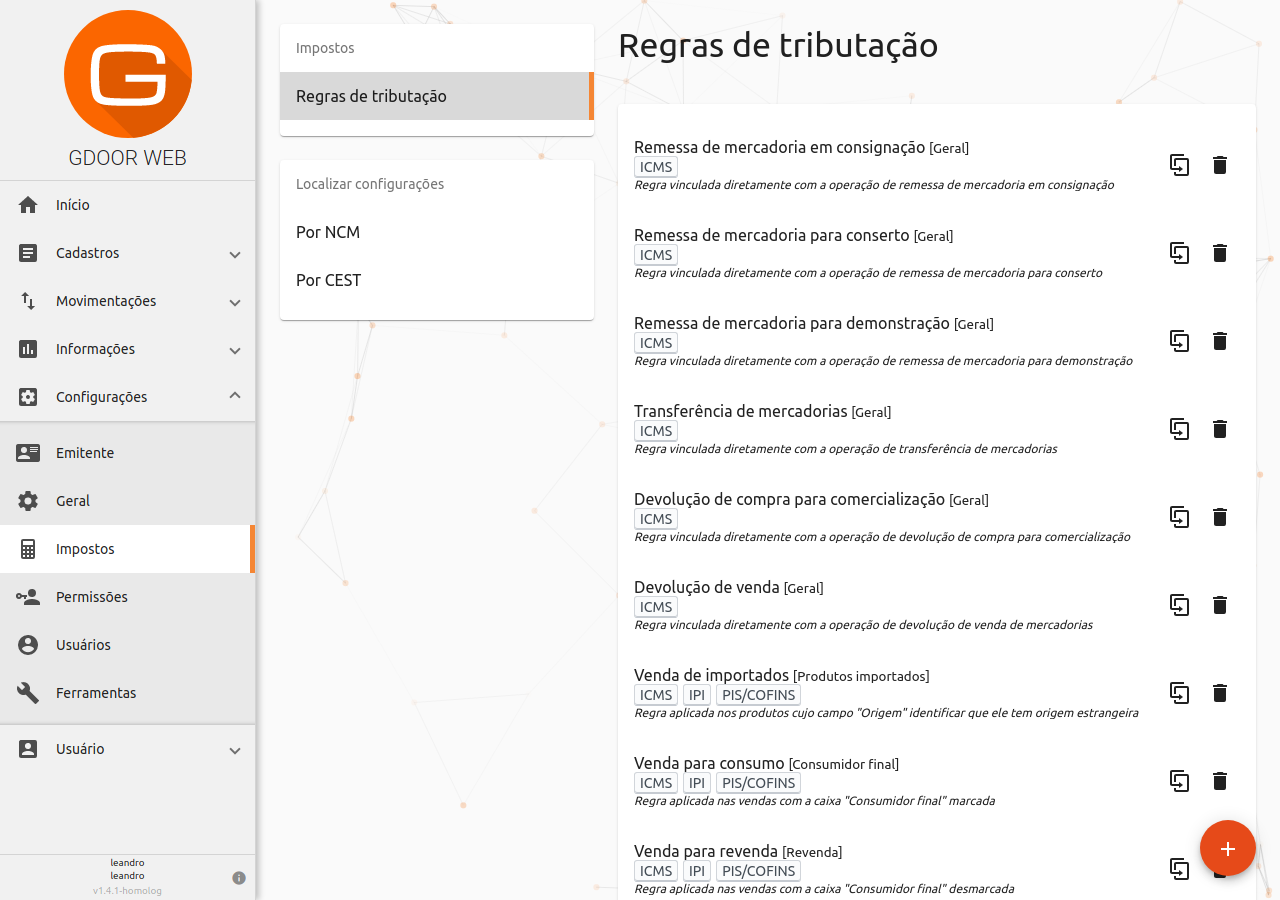 GDOOR WEB
Início
Cadastros
Movimentações
Informações
Configurações
Emitente
Geral
Impostos
Permissões
Usuários
Ferramentas
Usuário
leandro
leandro
v1.4.1-homolog
Impostos
Regras de tributação
Localizar configurações
Por NCM
Por CEST
Regras de tributação
Remessa de mercadoria em consignação [Geral]
ICMS
Regra vinculada diretamente com a operação de remessa de mercadoria em consignação
Remessa de mercadoria para conserto [Geral]
ICMS
Regra vinculada diretamente com a operação de remessa de mercadoria para conserto
Remessa de mercadoria para demonstração [Geral]
ICMS
Regra vinculada diretamente com a operação de remessa de mercadoria para demonstração
Transferência de mercadorias [Geral]
ICMS
Regra vinculada diretamente com a operação de transferência de mercadorias
Devolução de compra para comercialização [Geral]
ICMS
Regra vinculada diretamente com a operação de devolução de compra para comercialização
Devolução de venda [Geral]
ICMS
Regra vinculada diretamente com a operação de devolução de venda de mercadorias
Venda de importados [Produtos importados]
ICMS IPI PIS/COFINS
Regra aplicada nos produtos cujo campo "Origem" identificar que ele tem origem estrangeira
Venda para consumo [Consumidor final]
ICMS IPI PIS/COFINS
Regra aplicada nas vendas com a caixa "Consumidor final" marcada
Venda para revenda [Revenda]
ICMS IPI PIS/COFINS
Regra aplicada nas vendas com a caixa "Consumidor final" desmarcada